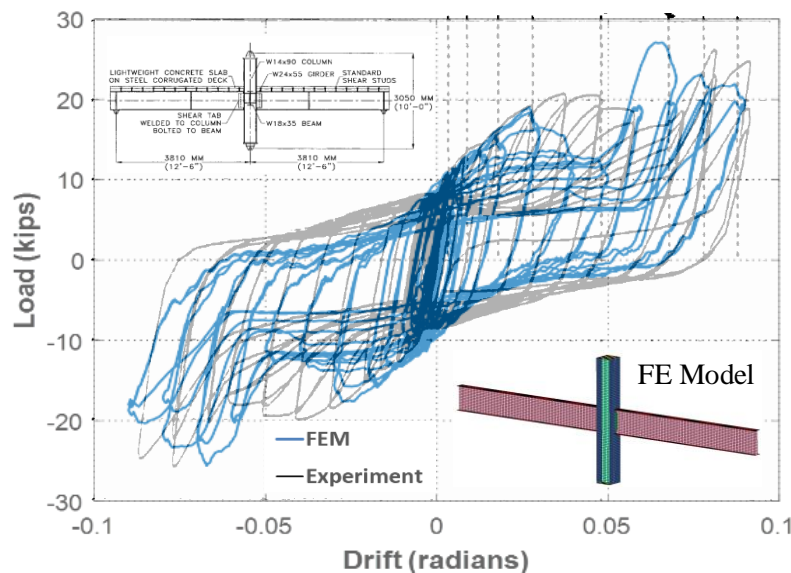 30
20
10
0
-10
-20
-30
Load (kips)
-0.1
-0.05
0
0.05
0.1
Drift (radians)
LIGHTWEIGHT CONCRETE SLAB
ON STEEL CORRUGATED DECK
W14x90 COLUMN
W24x55 GIRDER
STANDARD
SHEAR STUDS
SHEAR TAB
WELDED TO COLUMN
BOLTED TO BEAM
W18x35 BEAM
3050 MM
(10'-0")
3810 MM
(12'-6")
3810 MM
(12'-6")
FE Model
FEM
Experiment